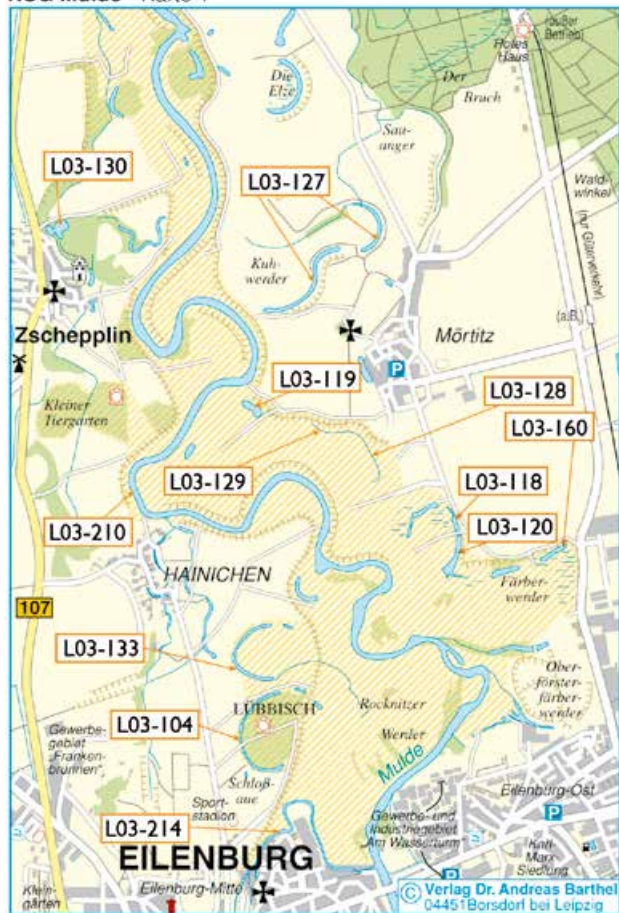 (außer
Betrieb)
Rotes
Haus
Die
Elze
Der
Bruch
Sau-
anger
L03-130
L03-127
Wald-
winkel
Kuh-
werder
(nur Güterverkehr)
(a.B.)
Zschepplin
Mörtitz
P
L03-119
L03-128
Kleiner
Tiergarten
L03-160
L03-129
L03-118
L03-210
L03-120
HAINICHEN
Färber-
werder
107
L03-133
Ober-
förster-
färber-
werder
L03-104
LÜBBISCH
Rocknitzer
Werder
Gewerbe-
gebiet
„Franken-
brunnen"
Mulde
Schloß-
aue
Sport-
stadion
Eilenburg-Ost
P
L03-214
Gewerbe- und
Industriegebiet
„Am Wasserturm"
EILENBURG
Karl-
Marx-
Siedlung
P
Klein-
gärten
Eilenburg-Mitte
© Verlag Dr. Andreas Barthel
04451 Borsdorf bei Leipzig